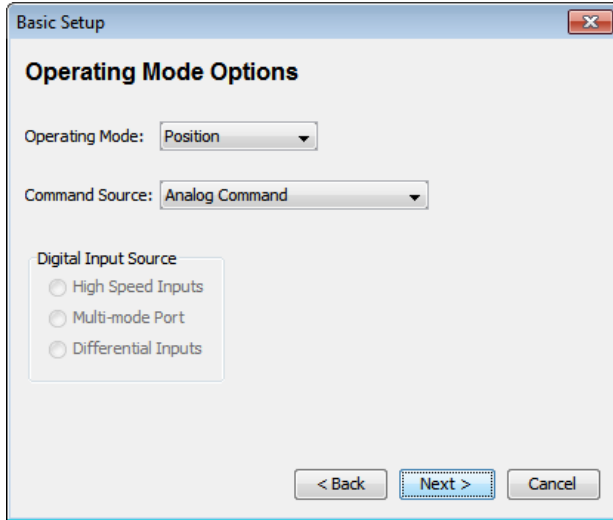 Basic Setup
Operating Mode Options
Operating Mode: Position
Command Source: Analog Command
Digital Input Source
High Speed Inputs
Multi-mode Port
Differential Inputs
< Back Next > Cancel